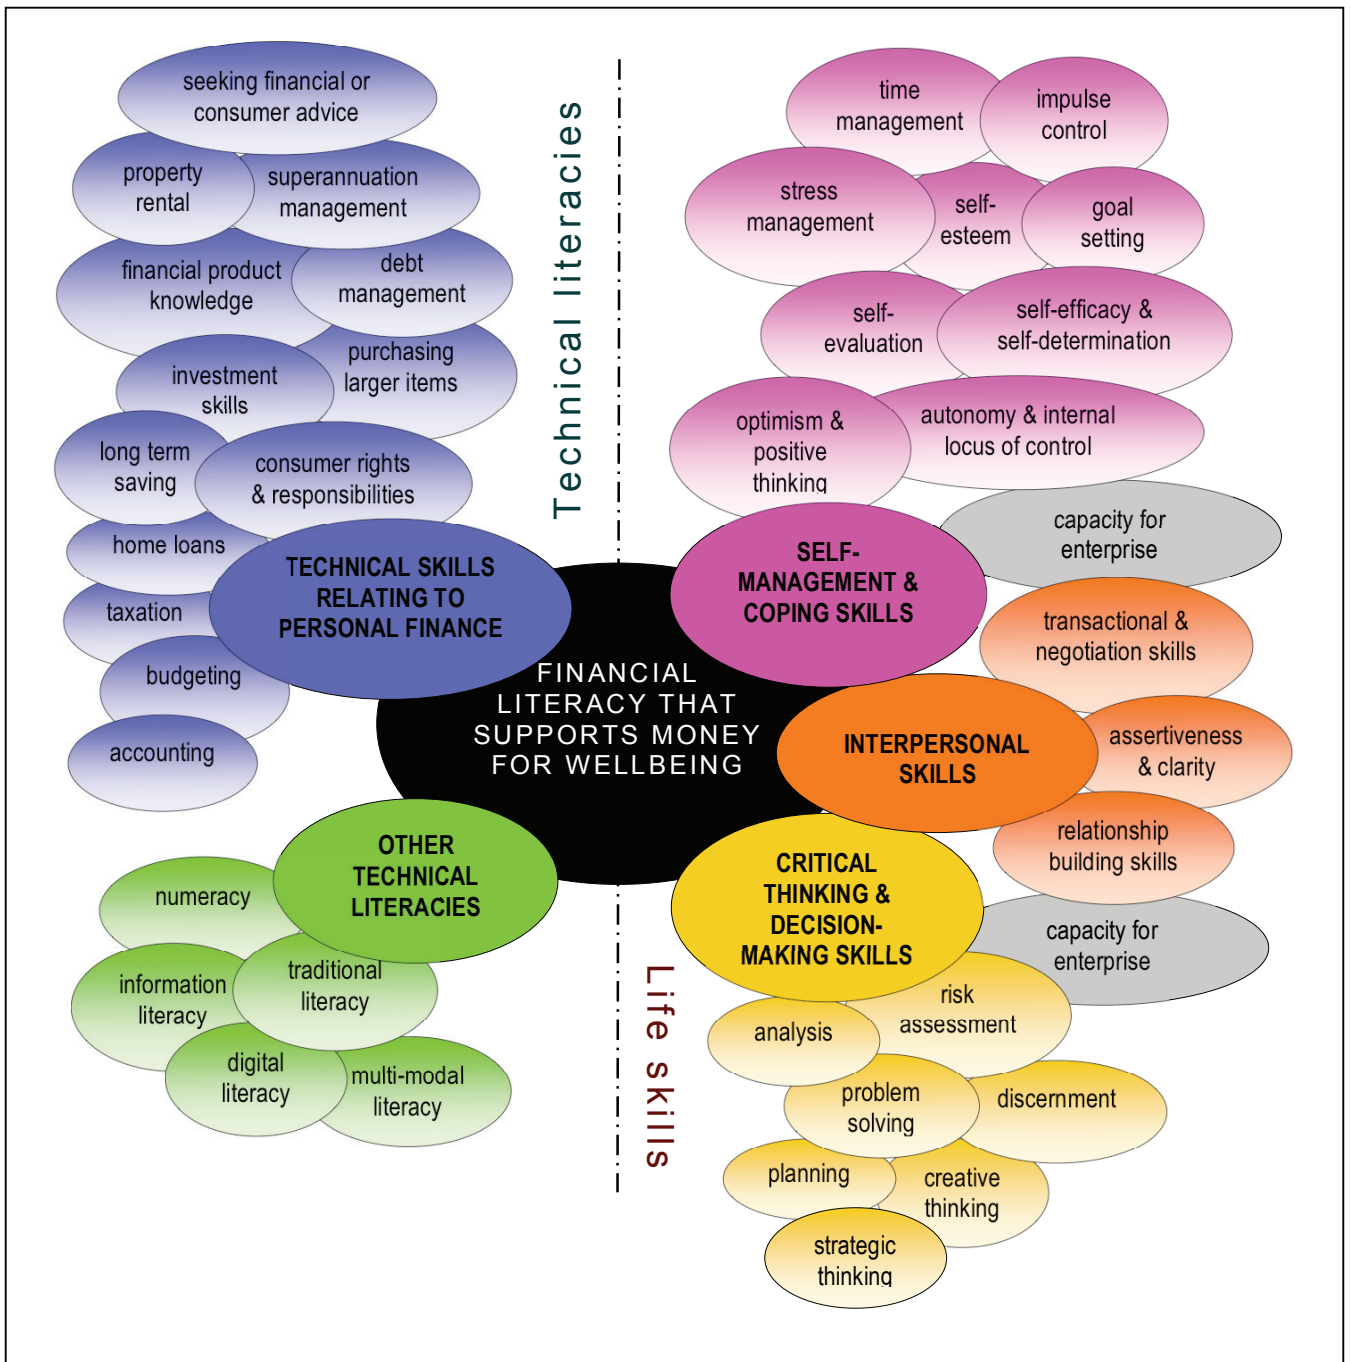 seeking financial or
consumer advice
property
rental
superannuation
management
financial product
knowledge
debt
management
purchasing
larger items
investment
skills
long term
saving
consumer rights
& responsibilities
home loans
TECHNICAL SKILLS
RELATING TO
PERSONAL FINANCE
taxation
budgeting
accounting
OTHER
TECHNICAL
LITERACIES
numeracy
information
literacy
traditional
literacy
digital
literacy
multi-modal
literacy
Technical literacies
FINANCIAL
LITERACY THAT
SUPPORTS MONEY
FOR WELLBEING
Life skills
time
management
impulse
control
stress
management
self-
esteem
goal
setting
self-
evaluation
self-efficacy &
self-determination
optimism &
positive
thinking
autonomy & internal
locus of control
SELF-
MANAGEMENT &
COPING SKILLS
capacity for
enterprise
transactional &
negotiation skills
INTERPERSONAL
SKILLS
assertiveness
& clarity
relationship
building skills
CRITICAL
THINKING &
DECISION-
MAKING SKILLS
capacity for
enterprise
risk
assessment
analysis
problem
solving
discernment
planning
creative
thinking
strategic
thinking